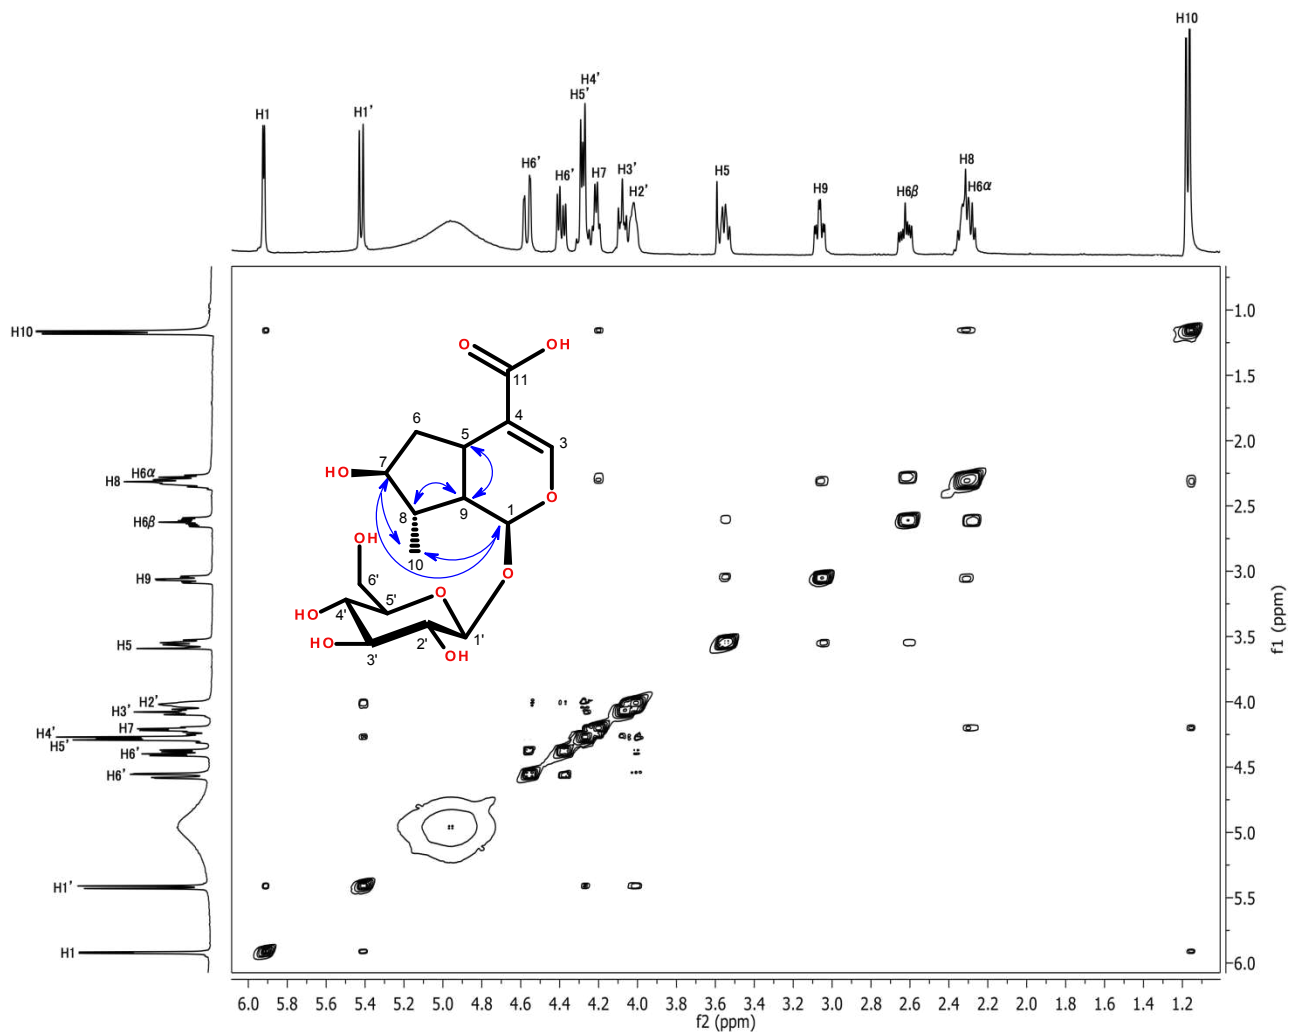 H10
H4'
H5'
H1
H1'
H6'
H6'
H7
H3'
H2'
H5
H9
H6β
H8
H6α
H10
H6α
H8
H6β
H9
H5
H2'
H3'
H7
H4'
H5'
H6'
H6'
H1'
H1
O
OH
11
4
6
5
3
7
HO
O
8
9
1
10
OH
O
6'
5'
O
4'
HO
1'
HO
2'
3'
OH
1.0
1.5
2.0
2.5
3.0
3.5
4.0
4.5
5.0
5.5
6.0
f1 (ppm)
6.0 5.8 5.6 5.4 5.2 5.0 4.8 4.6 4.4 4.2 4.0 3.8 3.6 3.4 3.2 3.0 2.8 2.6 2.4 2.2 2.0 1.8 1.6 1.4 1.2
f2 (ppm)